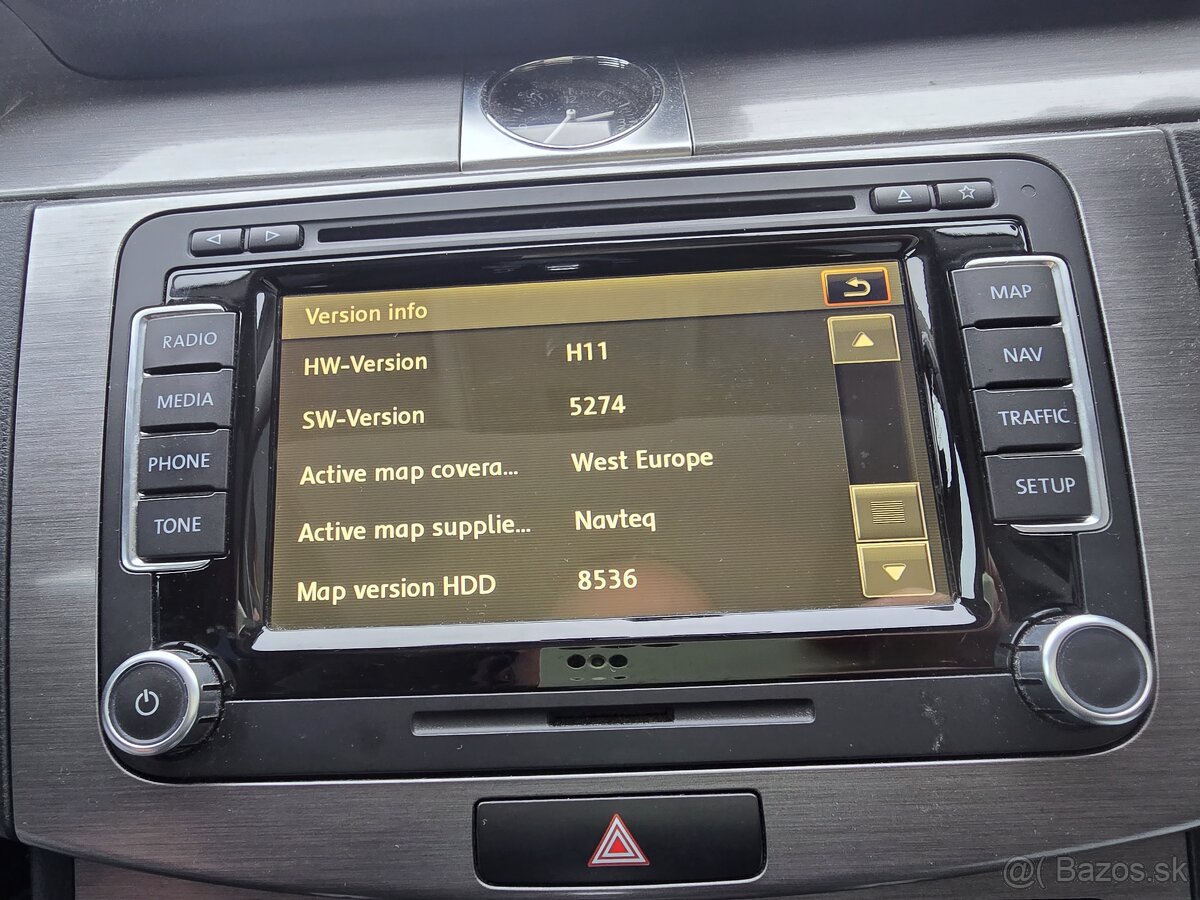 RADIO
MEDIA
PHONE
TONE
Version info
HW-Version H11
SW-Version 5274
Active map covera... West Europe
Active map supplie... Navteq
Map version HDD 8536
MAP
NAV
TRAFFIC
SETUP
@( Bazos.sk